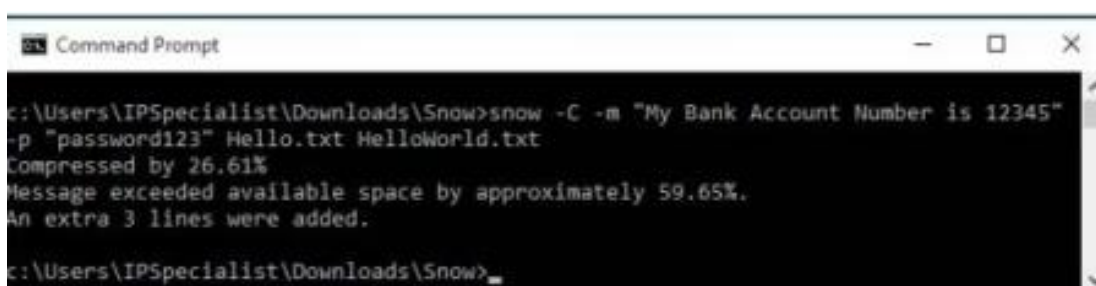 Command Prompt
c:\Users\IPSpecialist\Downloads\Snow>snow -C -m "My Bank Account Number is 12345"
-p "password123" Hello.txt HelloWorld.txt
Compressed by 26.61%
Message exceeded available space by approximately 59.65%.
An extra 3 lines were added.
c:\Users\IPSpecialist\Downloads\Snow>_